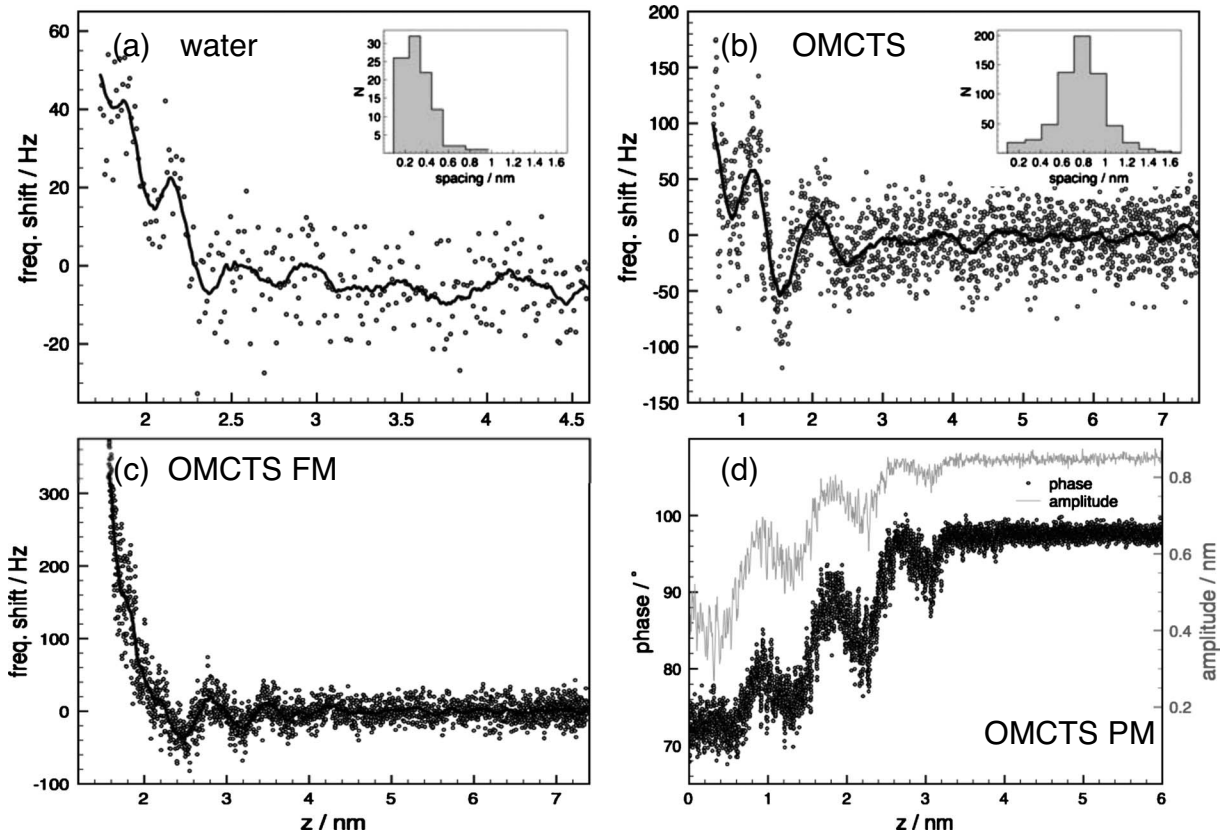 (a) water
60
40
20
0
-20
freq. shift / Hz
2 2.5 3 3.5 4 4.5
30
25
20
15
10
5
N
0.2 0.4 0.6 0.8 1 1.2 1.4 1.6
spacing / nm
(b) OMCTS
200
150
100
50
0
-50
-100
-150
freq. shift / Hz
1 2 3 4 5 6 7
200
150
100
50
N
0.2 0.4 0.6 0.8 1 1.2 1.4 1.6
spacing / nm
(c) OMCTS FM
300
200
100
0
-100
freq. shift / Hz
2 3 4 5 6 7
z / nm
(d)
phase
amplitude
100
90
80
70
phase / °
0.8
0.6
0.4
0.2
amplitude / nm
OMCTS PM
0 1 2 3 4 5 6
z / nm